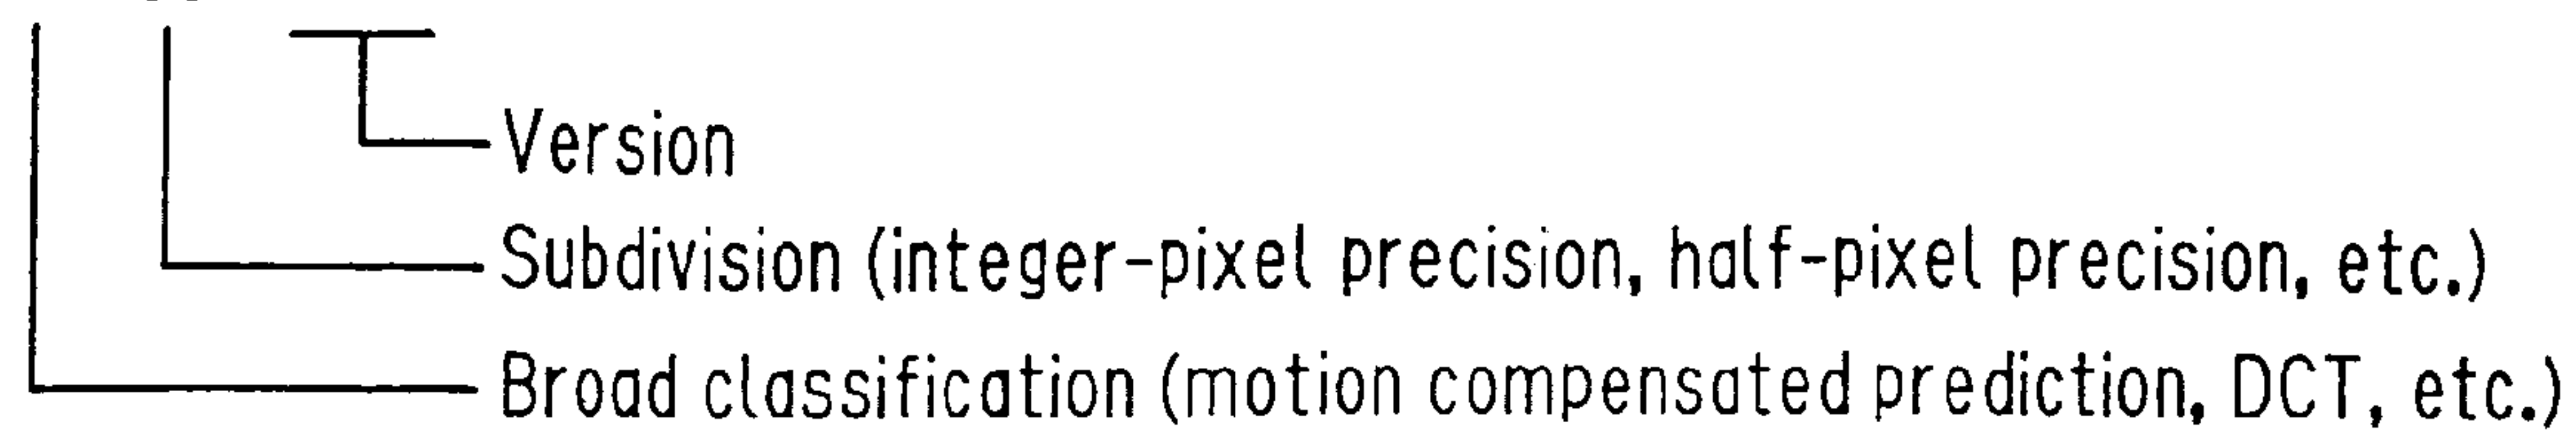 Version
Subdivision (integer-pixel precision, half-pixel precision, etc.)
Broad classification (motion compensated prediction, DCT, etc.)